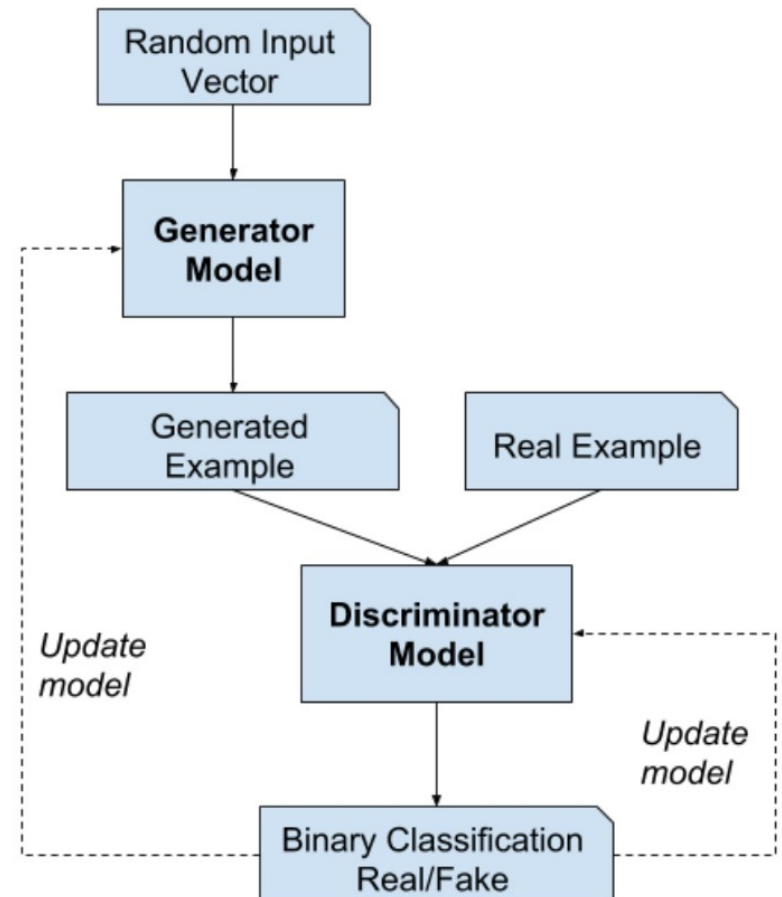 Random Input
Vector
Generator
Model
Generated
Example
Real Example
Discriminator
Model
Update
model
Update
model
Binary Classification
Real/Fake